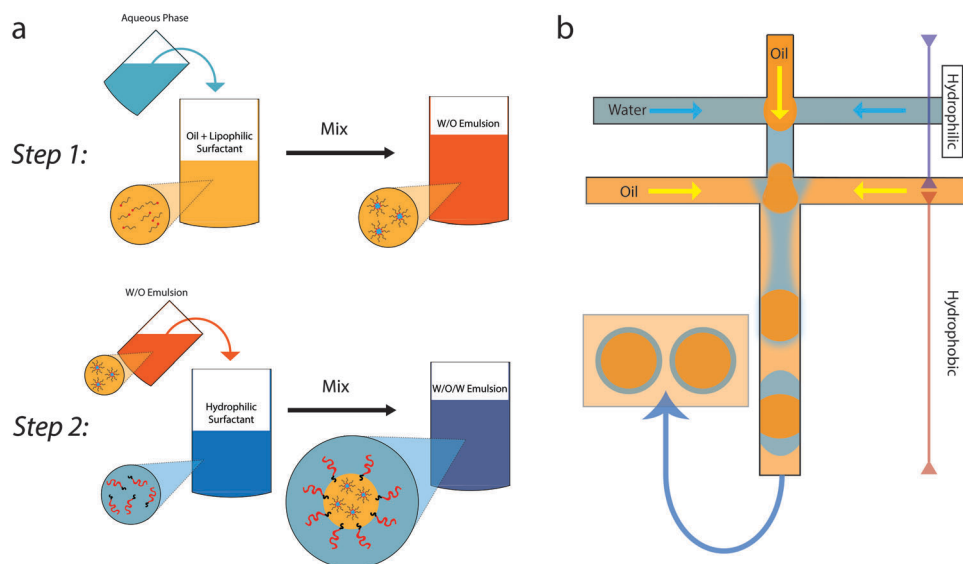 a
Aqueous Phase
Step 1:
Oil + Lipophilic
Surfactant
Mix
W/O Emulsion
W/O Emulsion
Step 2:
Hydrophilic
Surfactant
Mix
W/O/W Emulsion
b
Oil
Water
Hydrophilic
Oil
Hydrophobic